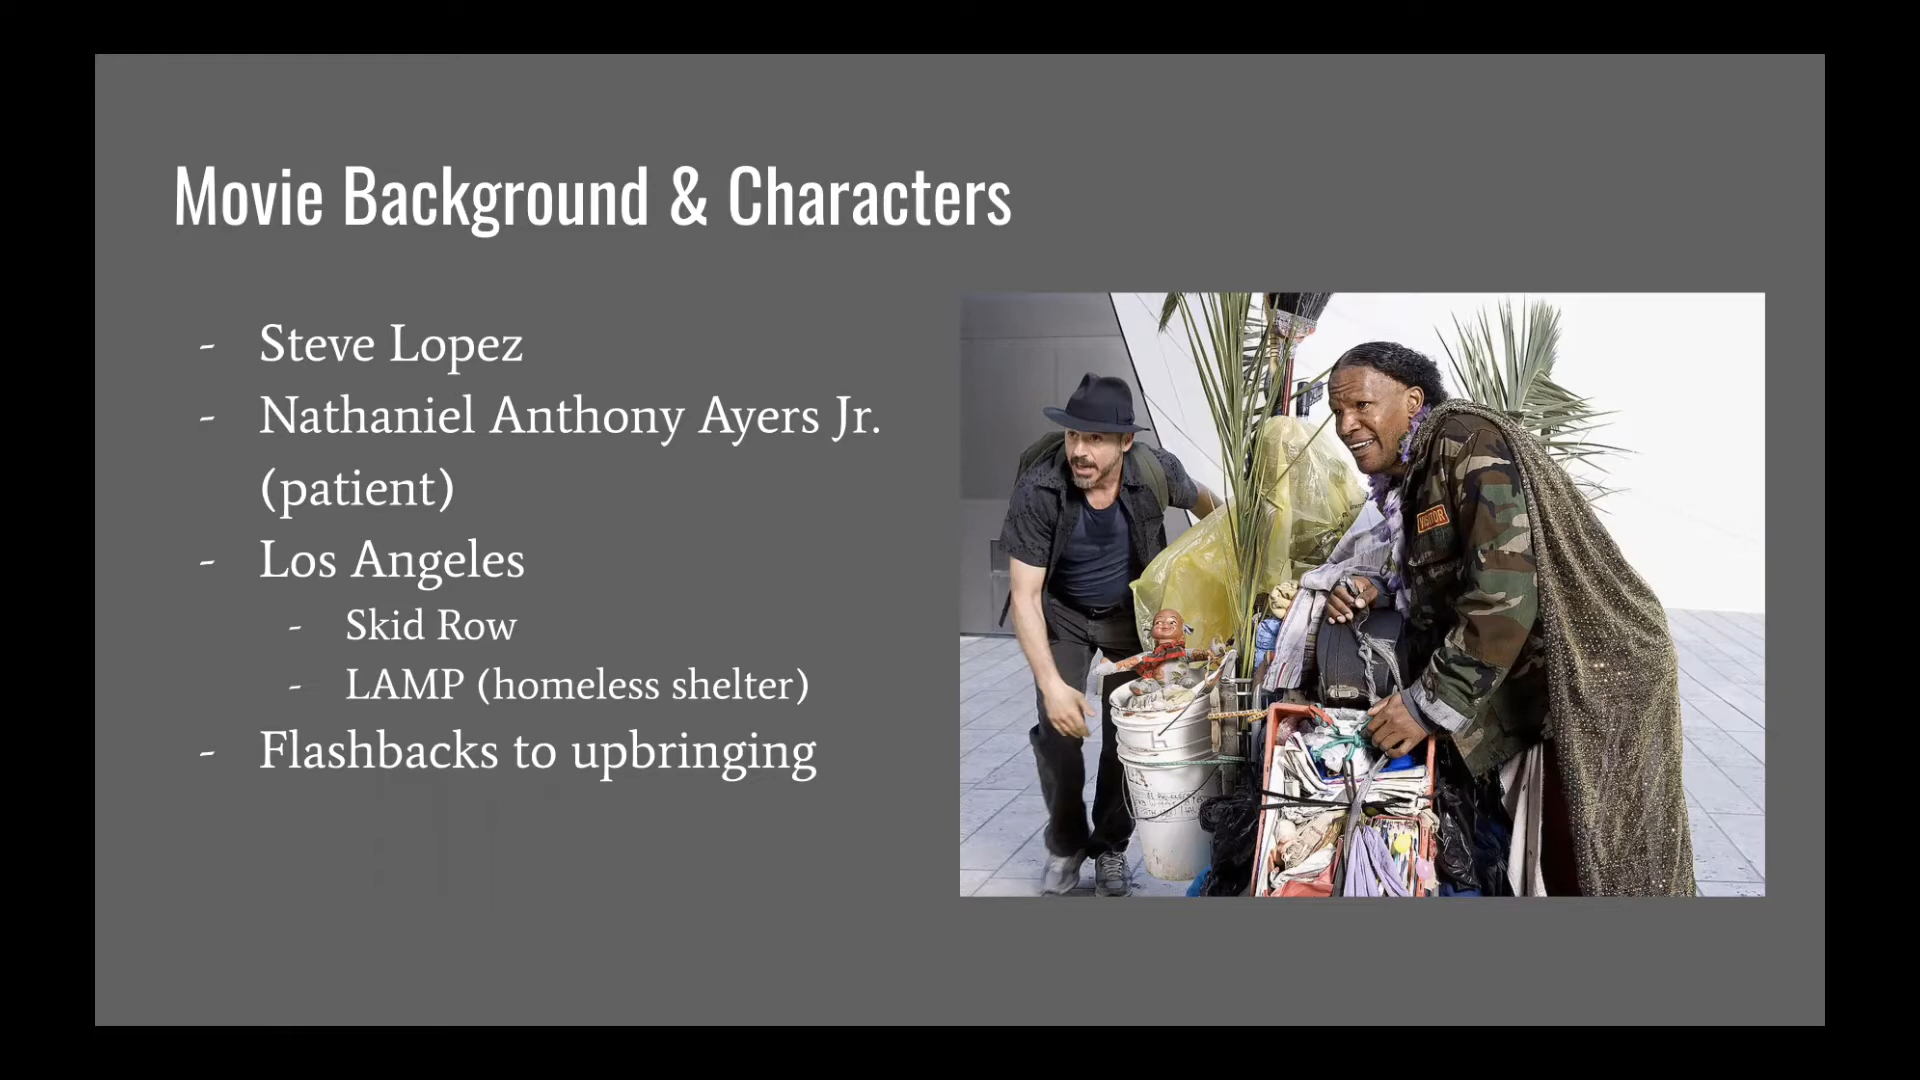 Movie Background & Characters
- Steve Lopez
- Nathaniel Anthony Ayers Jr.
(patient)
- Los Angeles
- Skid Row
- LAMP (homeless shelter)
- Flashbacks to upbringing
VISITOR